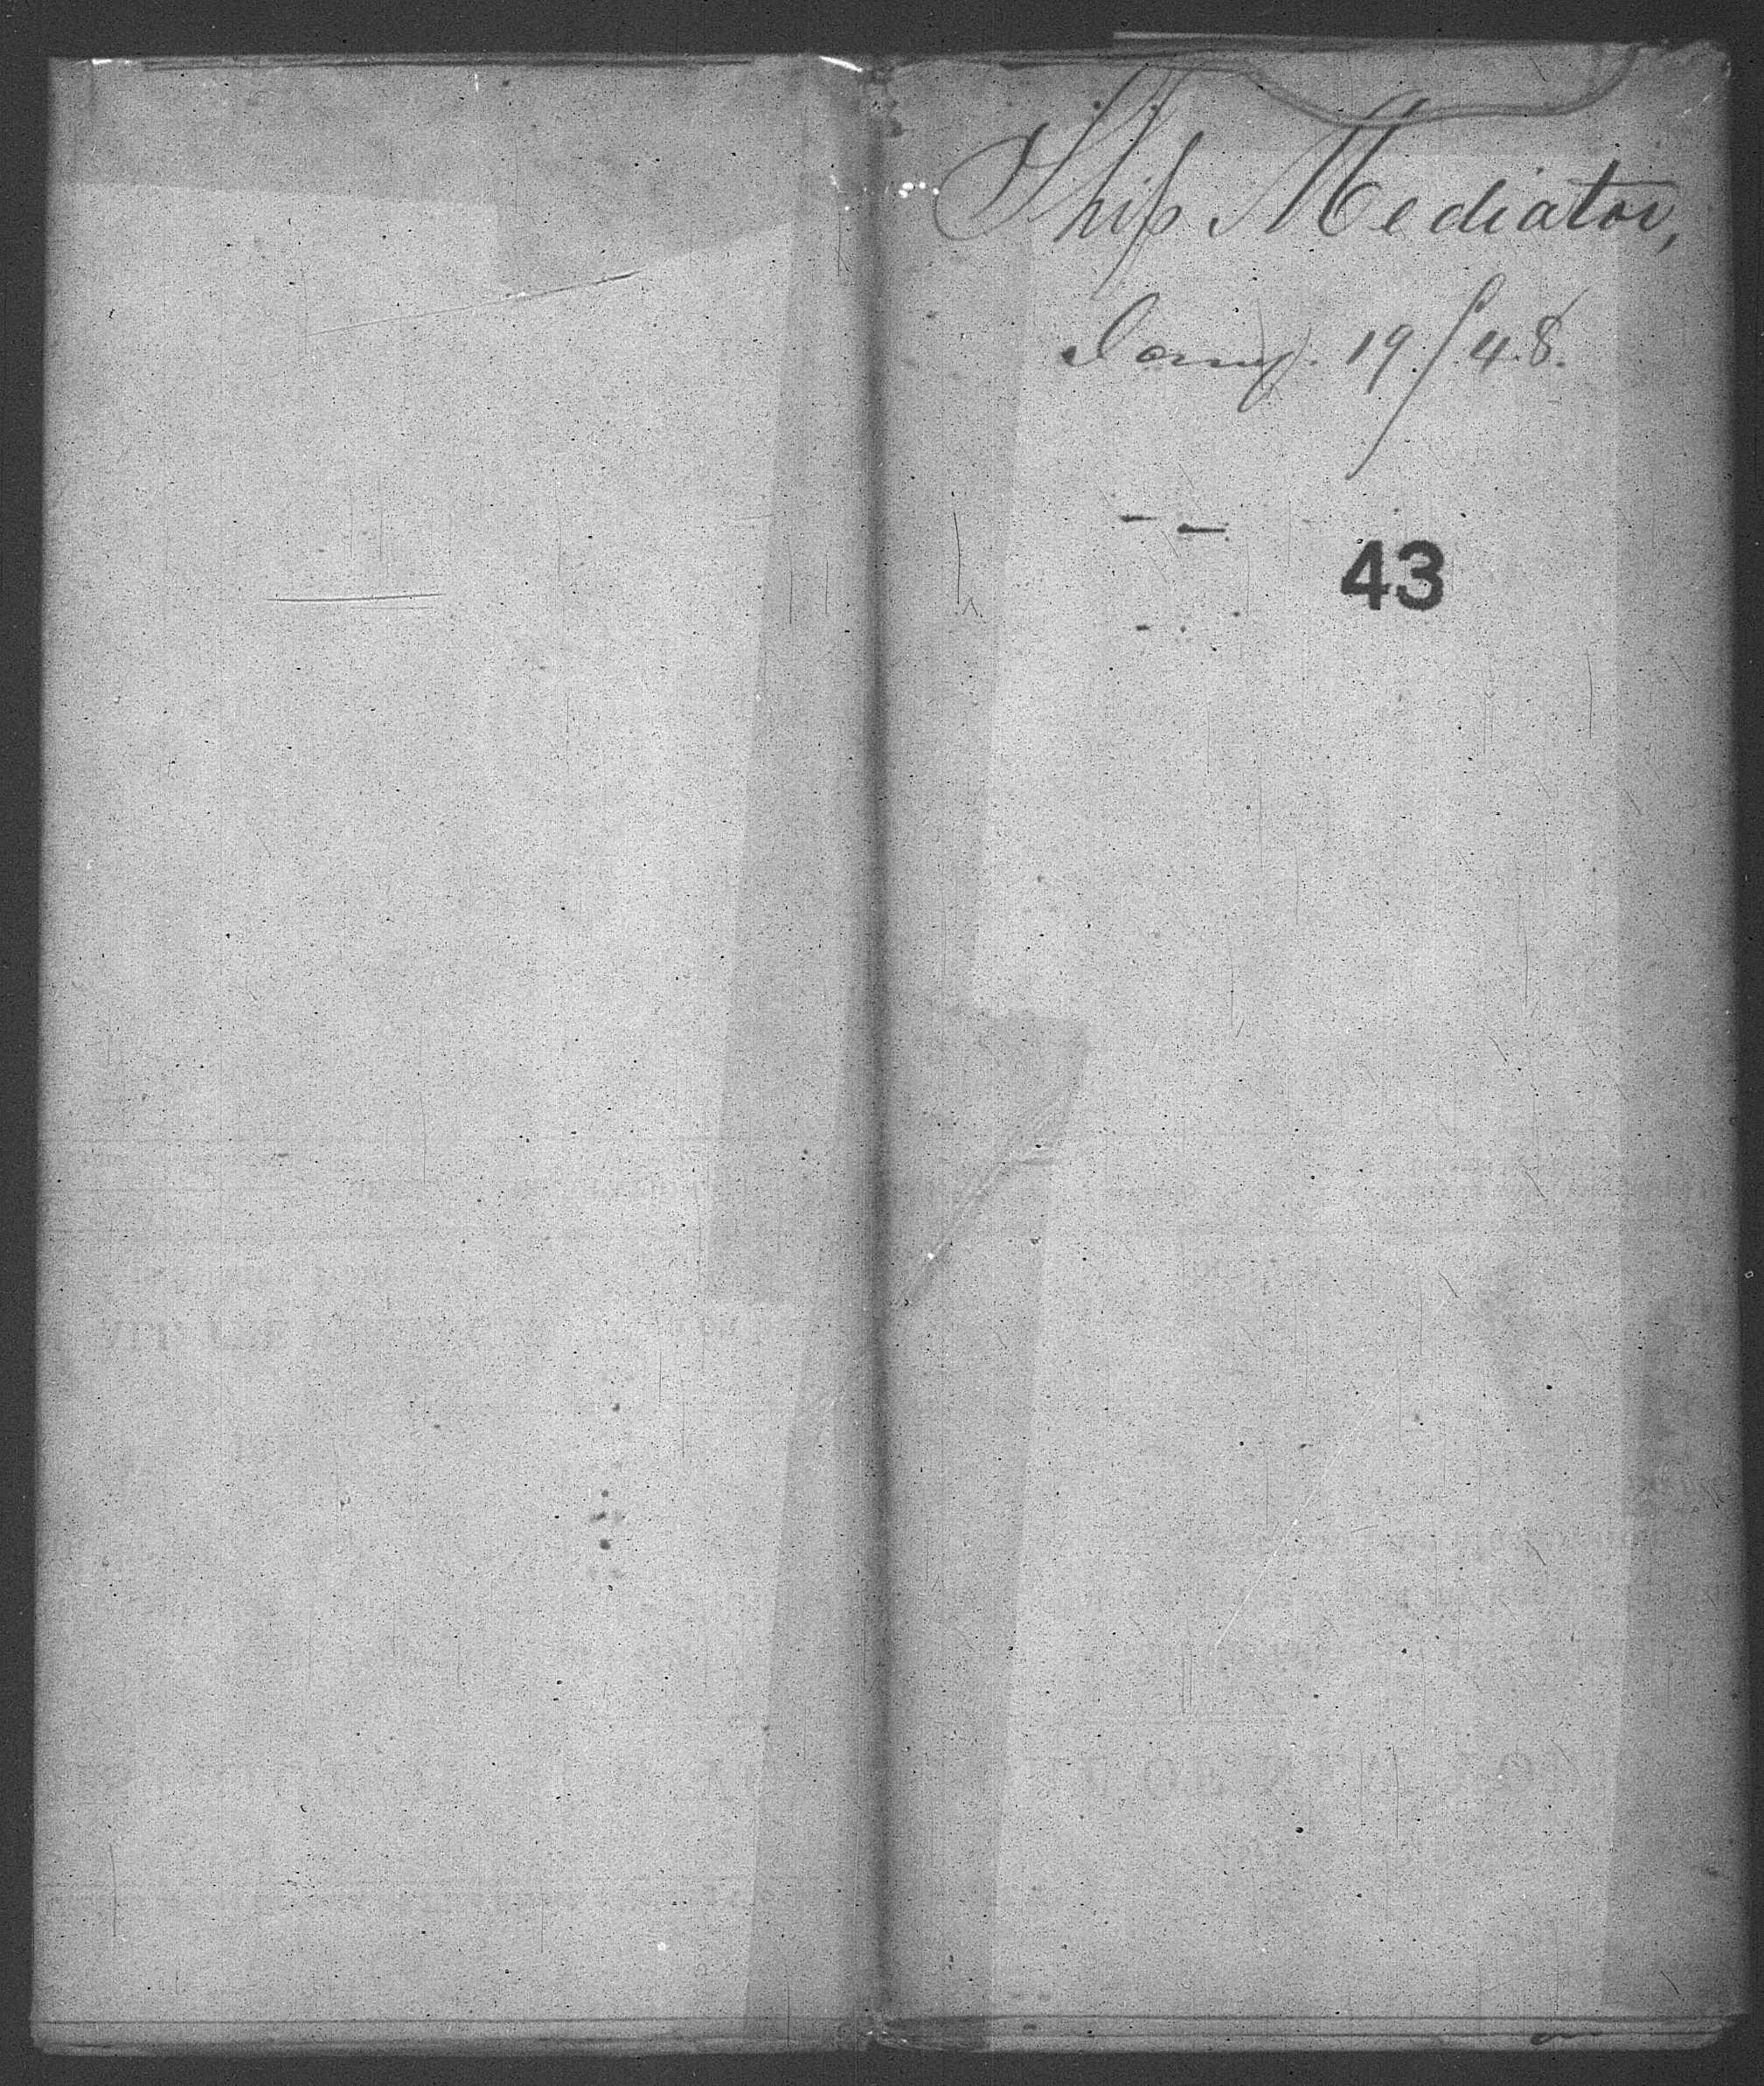 Ship Mediator,
Jany. 19/48.
43